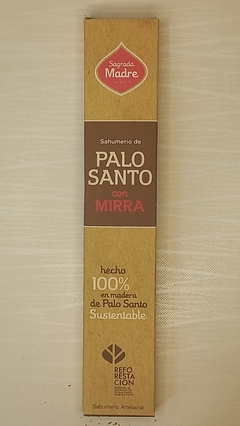 Sagrada
Madre
Sahumerio de
PALO
SANTO
con
MIRRA
hecho
100%
en madera
de Palo Santo
Sustentable
REFO
RESTA
CIÓN
Sahumerio Artesanal